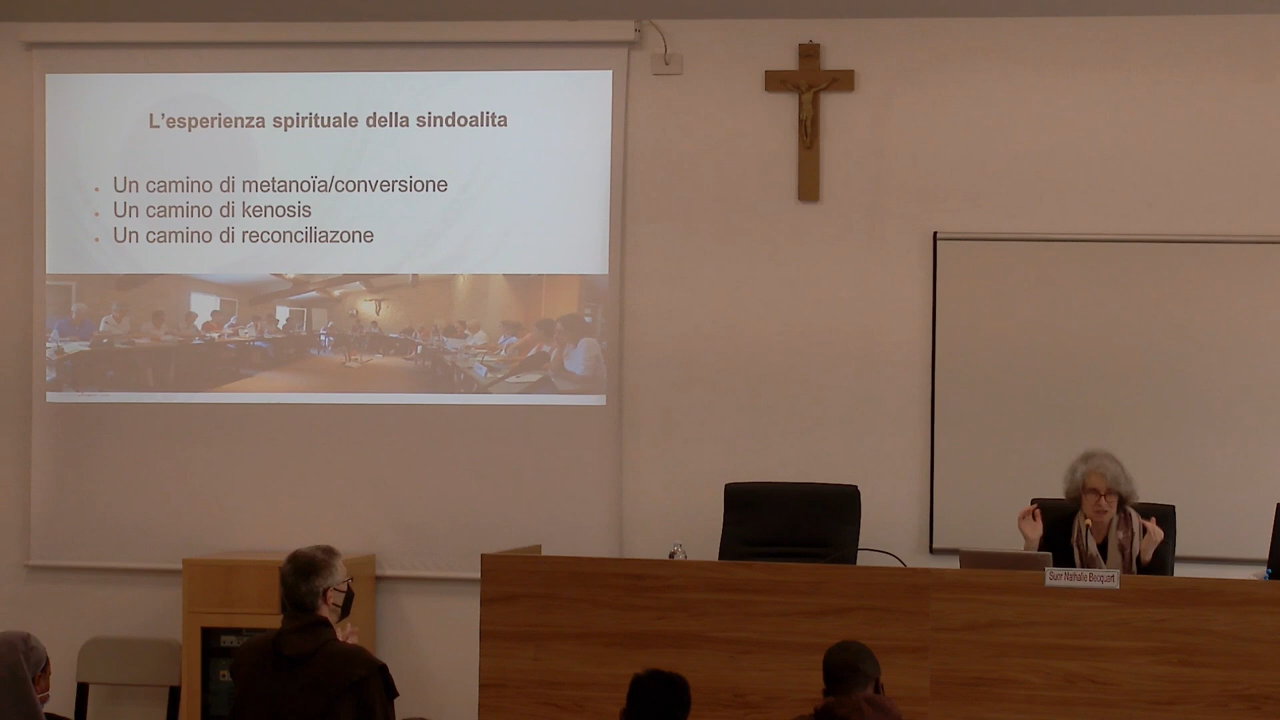 L'esperienza spirituale della sindoalita
Un camino di metanoïa/conversione
Un camino di kenosis
Un camino di reconciliazone
Suor Nathalie Becquart